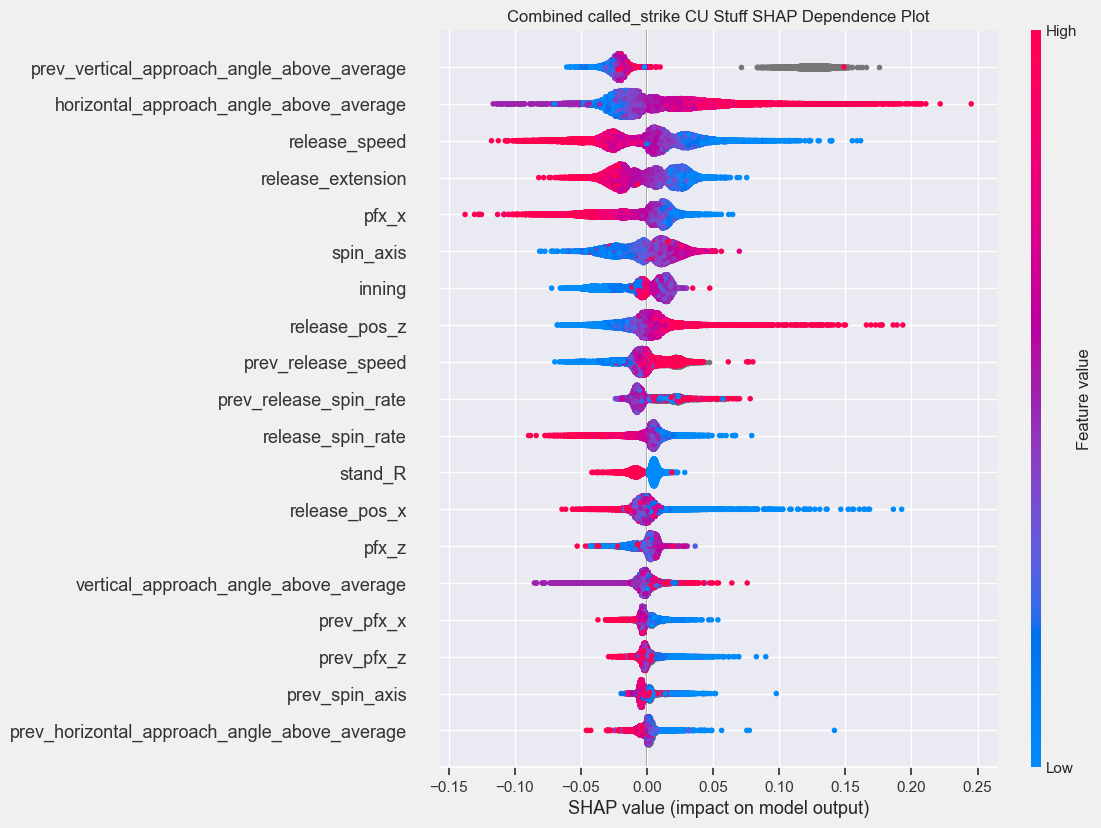 Combined called_strike CU Stuff SHAP Dependence Plot
High
prev_vertical_approach_angle_above_average
horizontal_approach_angle_above_average
release_speed
release_extension
pfx_x
spin_axis
inning
release_pos_z
prev_release_speed
prev_release_spin_rate
release_spin_rate
stand_R
release_pos_x
pfx_z
vertical_approach_angle_above_average
prev_pfx_x
prev_pfx_z
prev_spin_axis
prev_horizontal_approach_angle_above_average
Feature value
Low
−0.15 −0.10 −0.05 0.00 0.05 0.10 0.15 0.20 0.25
SHAP value (impact on model output)